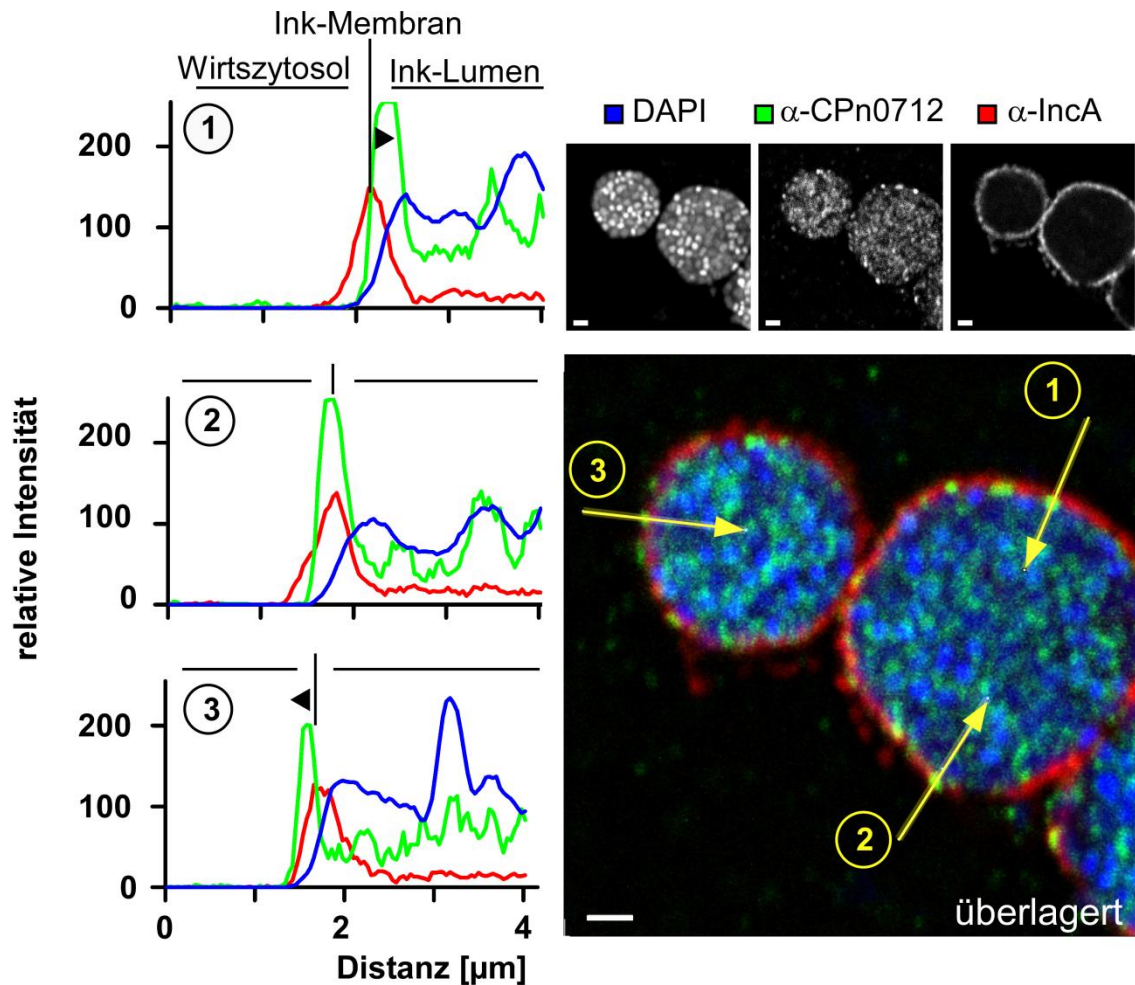 Ink-Membran
Wirtszytosol
Ink-Lumen
1
200
100
0
2
200
100
0
3
200
100
0
0
2
4
relative Intensität
Distanz [µm]
DAPI
α-CPn0712
α-IncA
1
3
2
überlagert